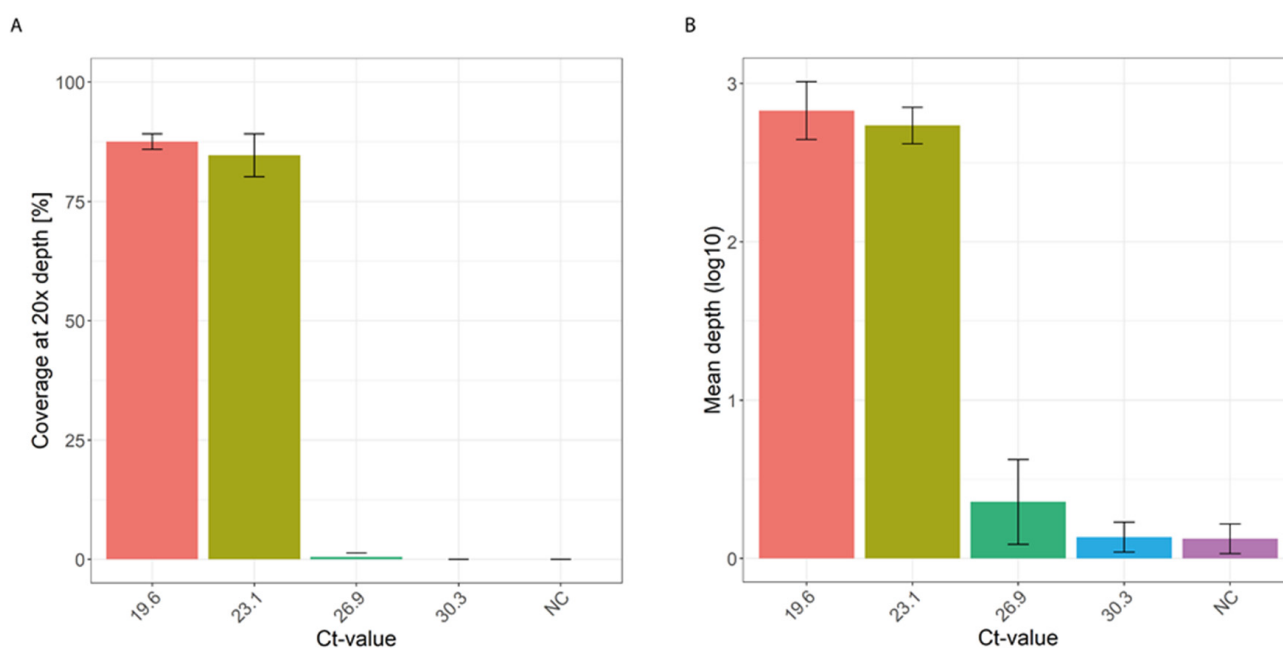 A
Coverage at 20x depth [%]
100
75
50
25
0
19.6
23.1
26.9
30.3
NC
Ct-value
B
Mean depth (log10)
3
2
1
0
19.6
23.1
26.9
30.3
NC
Ct-value